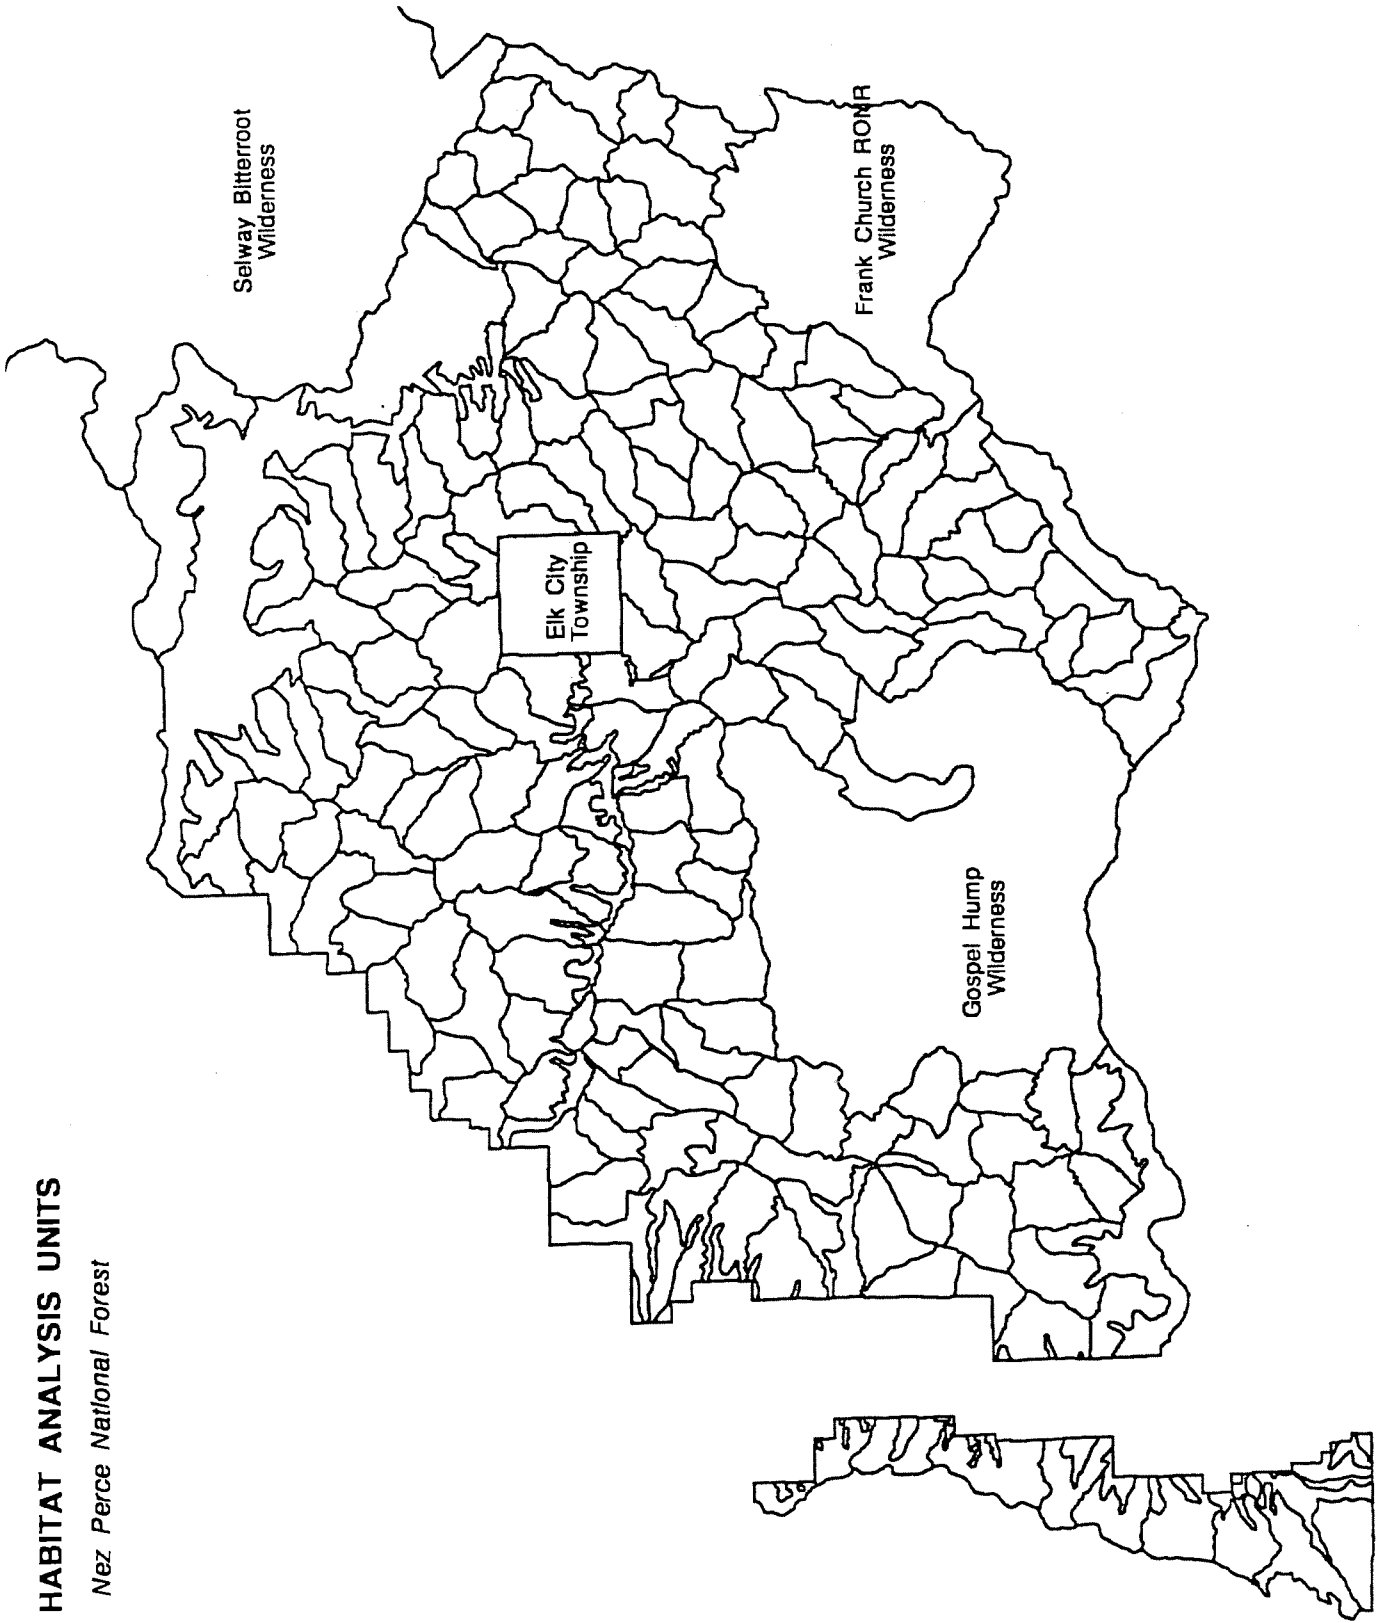 HABITAT ANALYSIS UNITS
Nez Perce National Forest
Selway Bitterroot
Wilderness
Elk City
Township
Frank Church RONR
Wilderness
Gospel Hump
Wilderness